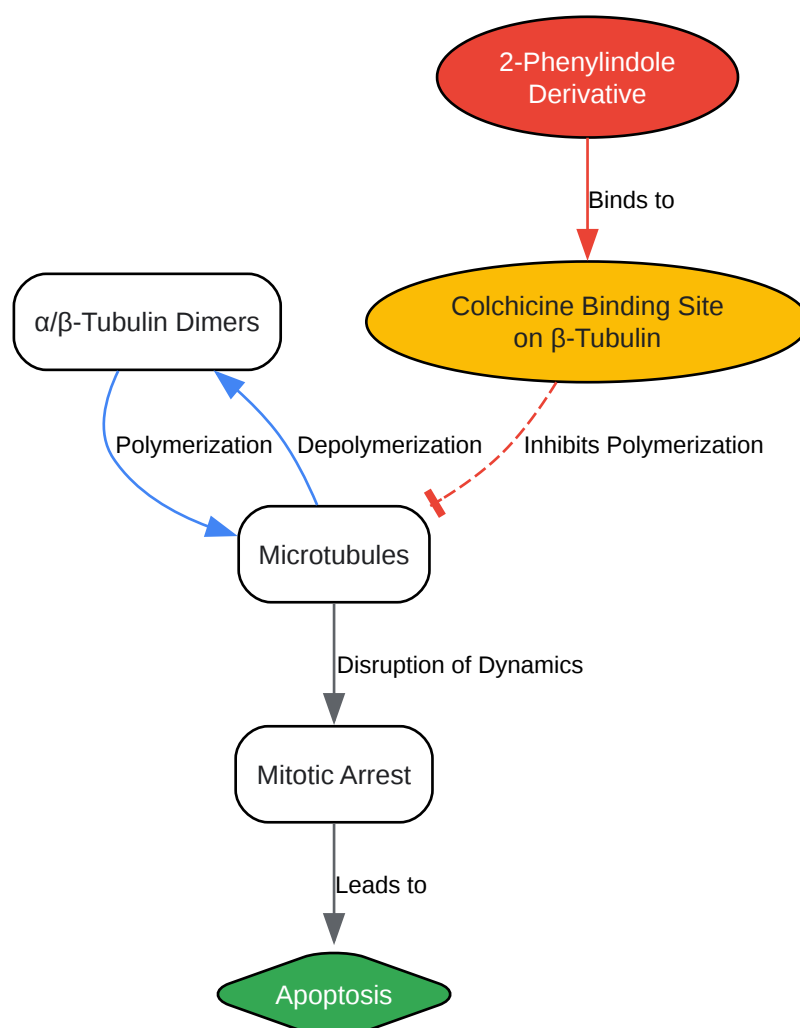 2-Phenylindole
Derivative
Binds to
α/β-Tubulin Dimers
Colchicine Binding Site
on β-Tubulin
Polymerization
Depolymerization
Inhibits Polymerization
Microtubules
Disruption of Dynamics
Mitotic Arrest
Leads to
Apoptosis